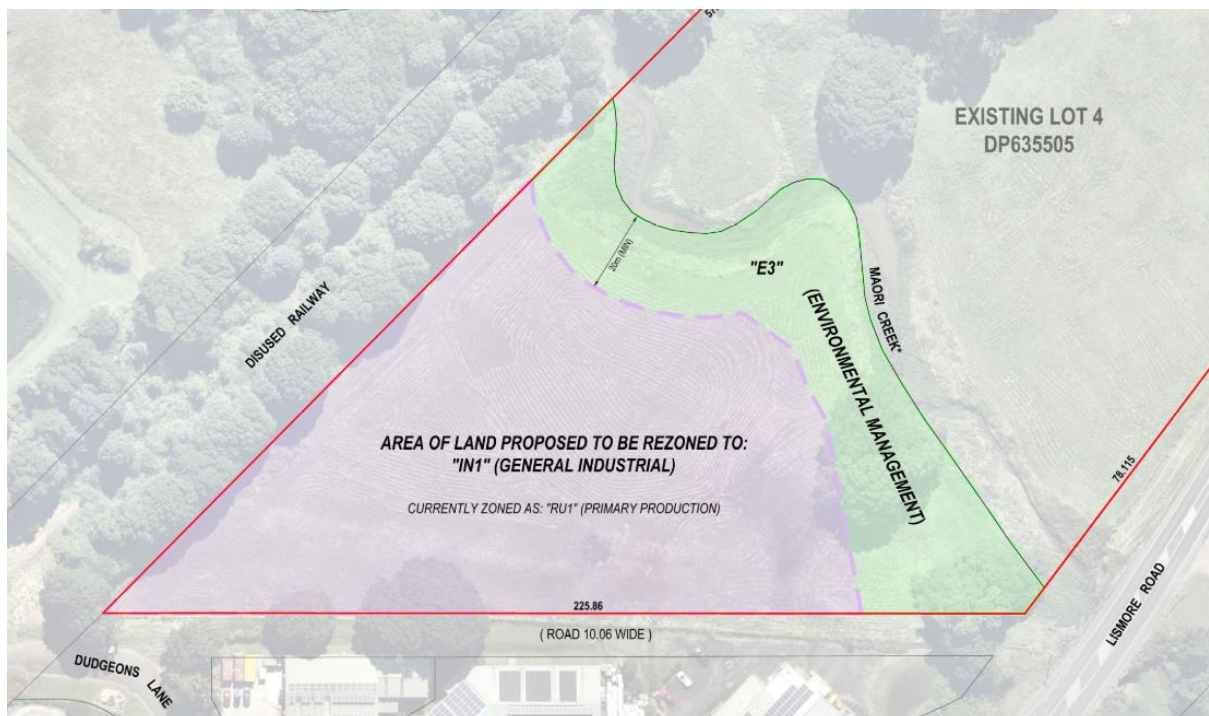 EXISTING LOT 4
DP635505
20m (MIN)
"E3"
(ENVIRONMENTAL MANAGEMENT)
MAORI CREEK*
DISUSED RAILWAY
AREA OF LAND PROPOSED TO BE REZONED TO:
"IN1" (GENERAL INDUSTRIAL)
CURRENTLY ZONED AS: "RU1" (PRIMARY PRODUCTION)
78.115
LISMORE ROAD
225.86
( ROAD 10.06 WIDE )
DUDGEONS LANE